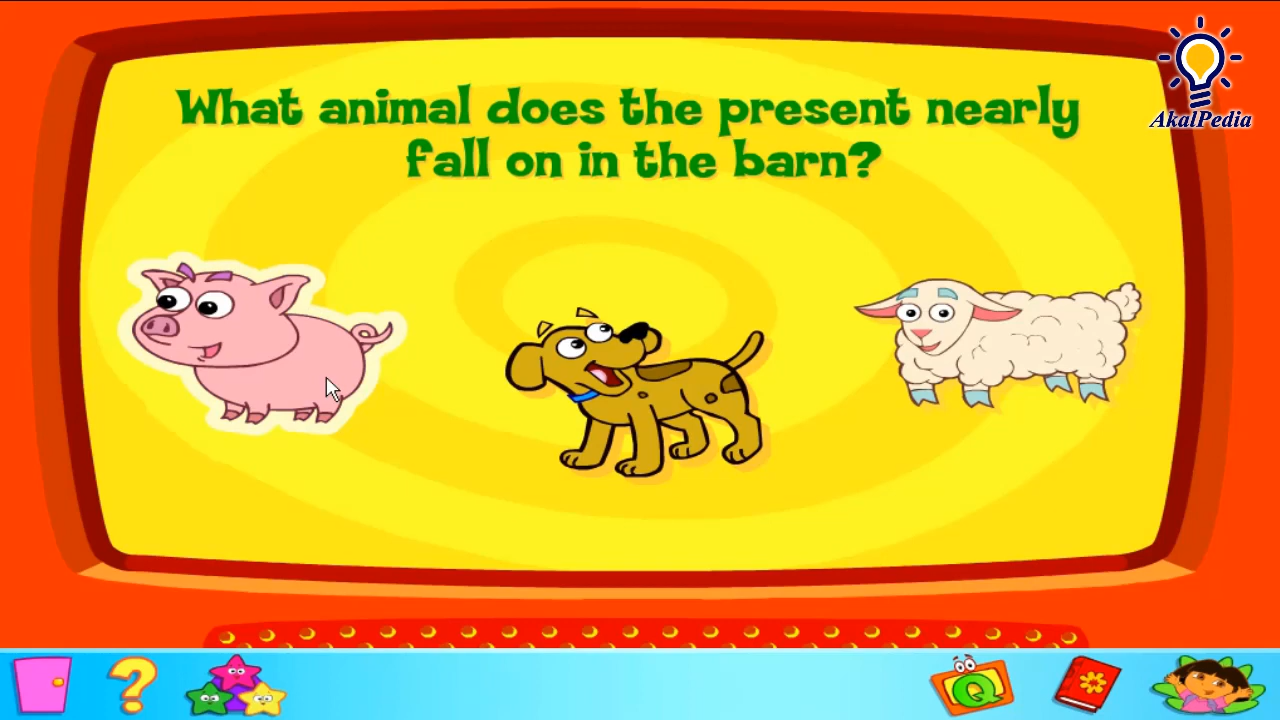 What animal does the present nearly
fall on in the barn?
AkalPedia
Q